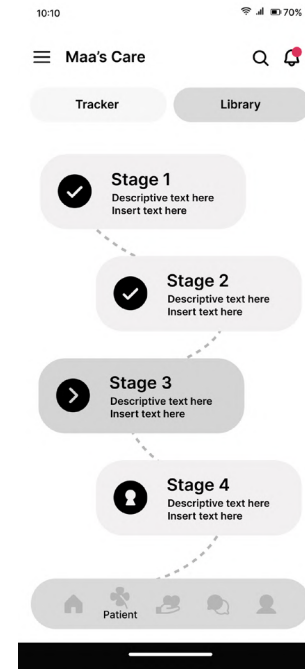 10:10
70%
Maa's Care
Tracker
Library
Stage 1
Descriptive text here
Insert text here
Stage 2
Descriptive text here
Insert text here
Stage 3
Descriptive text here
Insert text here
Stage 4
Descriptive text here
Insert text here
Patient